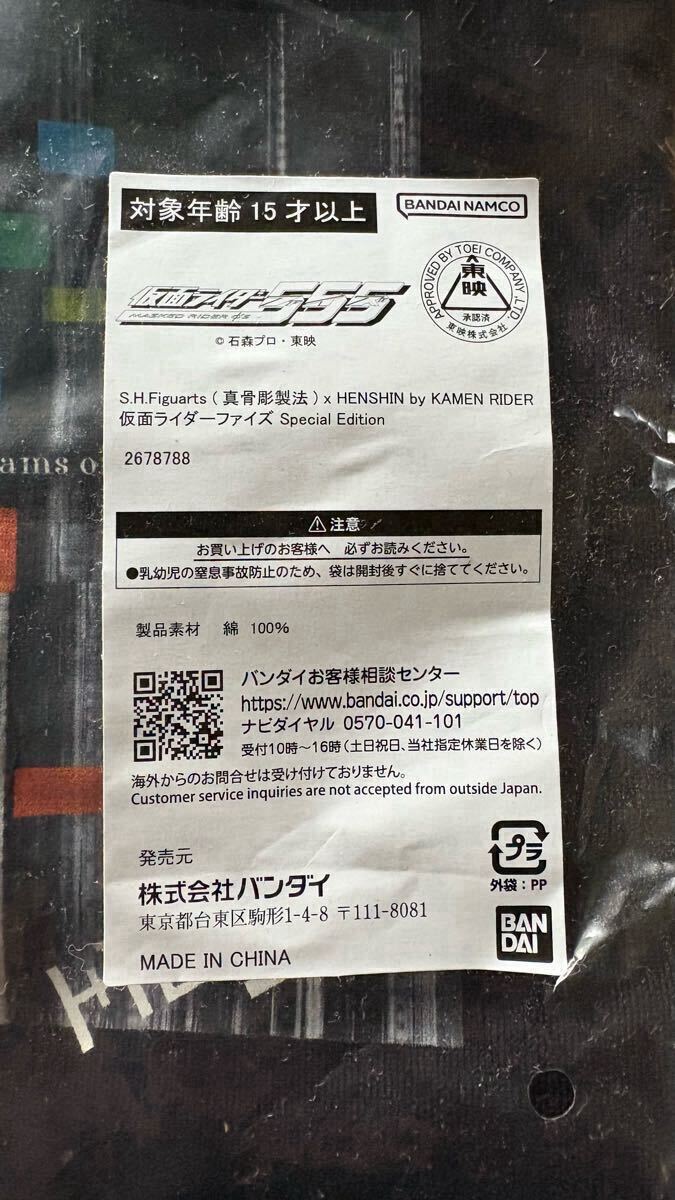 対象年齢 15 才以上
BANDAI NAMCO
仮面ライダー555
MASKED RIDER Φ'S
APPROVED BY TOEI COMPANY, LTD.
東映
承認済
東映株式会社
© 石森プロ・東映
S.H.Figuarts ( 真骨彫製法 ) x HENSHIN by KAMEN RIDER
仮面ライダーファイズ Special Edition
2678788
ams o
⚠注意
お買い上げのお客様へ 必ずお読みください。
●乳幼児の窒息事故防止のため、袋は開封後すぐに捨ててください。
製品素材 綿 100%
バンダイお客様相談センター
https://www.bandai.co.jp/support/top
ナビダイヤル 0570-041-101
受付10時～16時(土日祝日、当社指定休業日を除く)
海外からのお問合せは受け付けておりません。
Customer service inquiries are not accepted from outside Japan.
プラ
外袋：PP
発売元
株式会社バンダイ
東京都台東区駒形1-4-8 〒111-8081
BAN
DAI
MADE IN CHINA